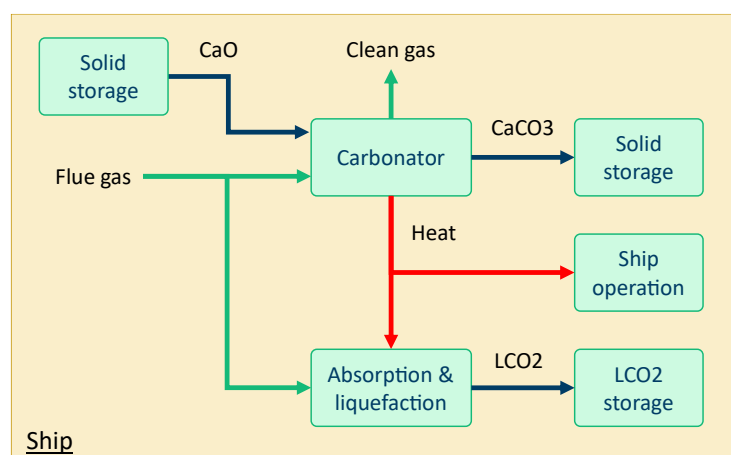 CaO
Clean gas
Solid
storage
CaCO3
Carbonator
Solid
storage
Flue gas
Heat
Ship
operation
LCO2
Absorption &
liquefaction
LCO2
storage
Ship